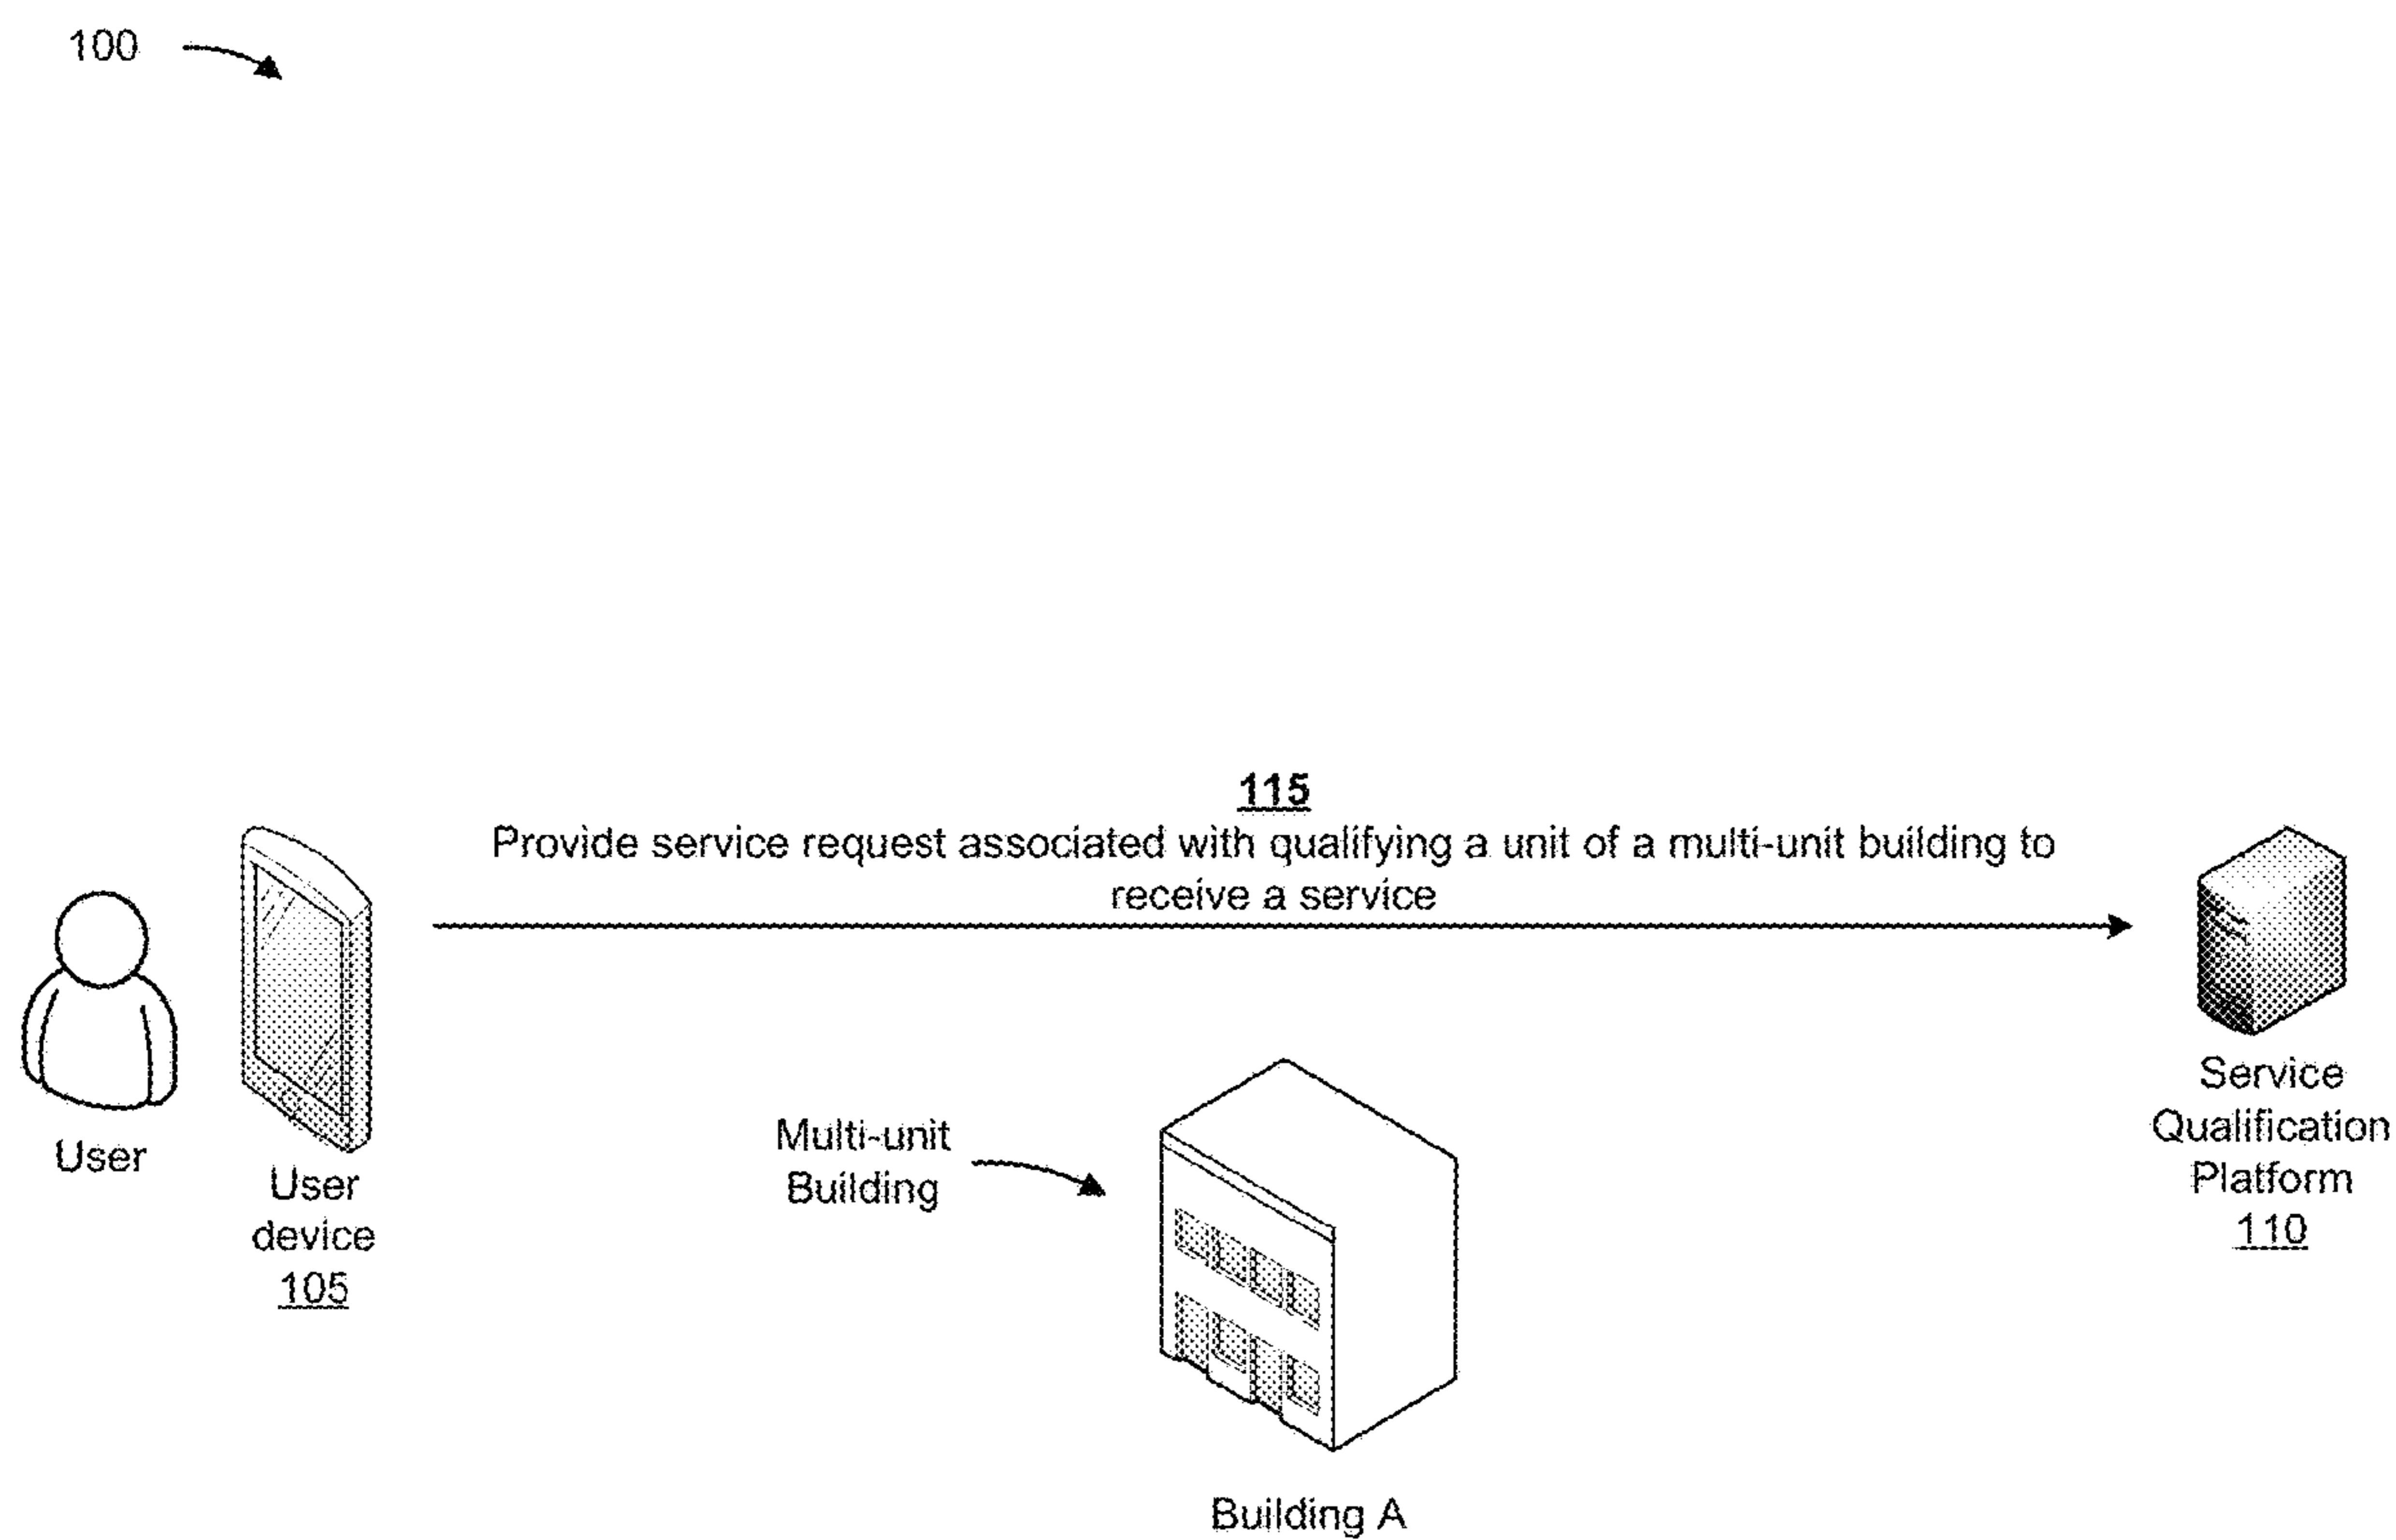 100
115
Provide service request associated with qualifying a unit of a multi-unit building to
receive a service
User
User
device
105
Multi-unit
Building
Building A
Service
Qualification
Platform
110